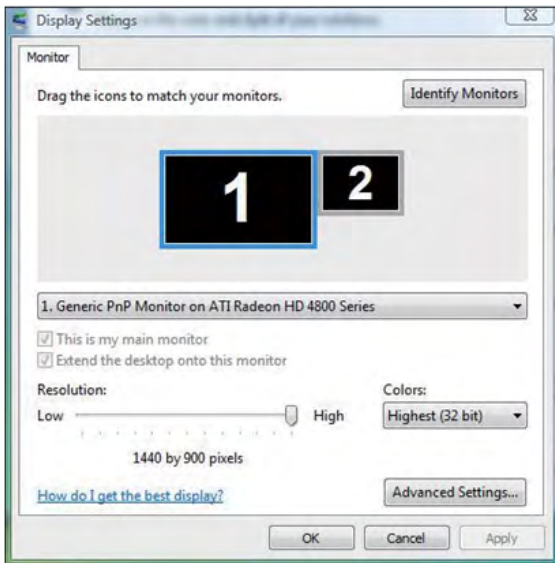 Display Settings
Monitor
Drag the icons to match your monitors.
Identify Monitors
1
2
1. Generic PnP Monitor on ATI Radeon HD 4800 Series
This is my main monitor
Extend the desktop onto this monitor
Resolution:
Colors:
Low
High
Highest (32 bit)
1440 by 900 pixels
How do I get the best display?
Advanced Settings...
OK
Cancel
Apply